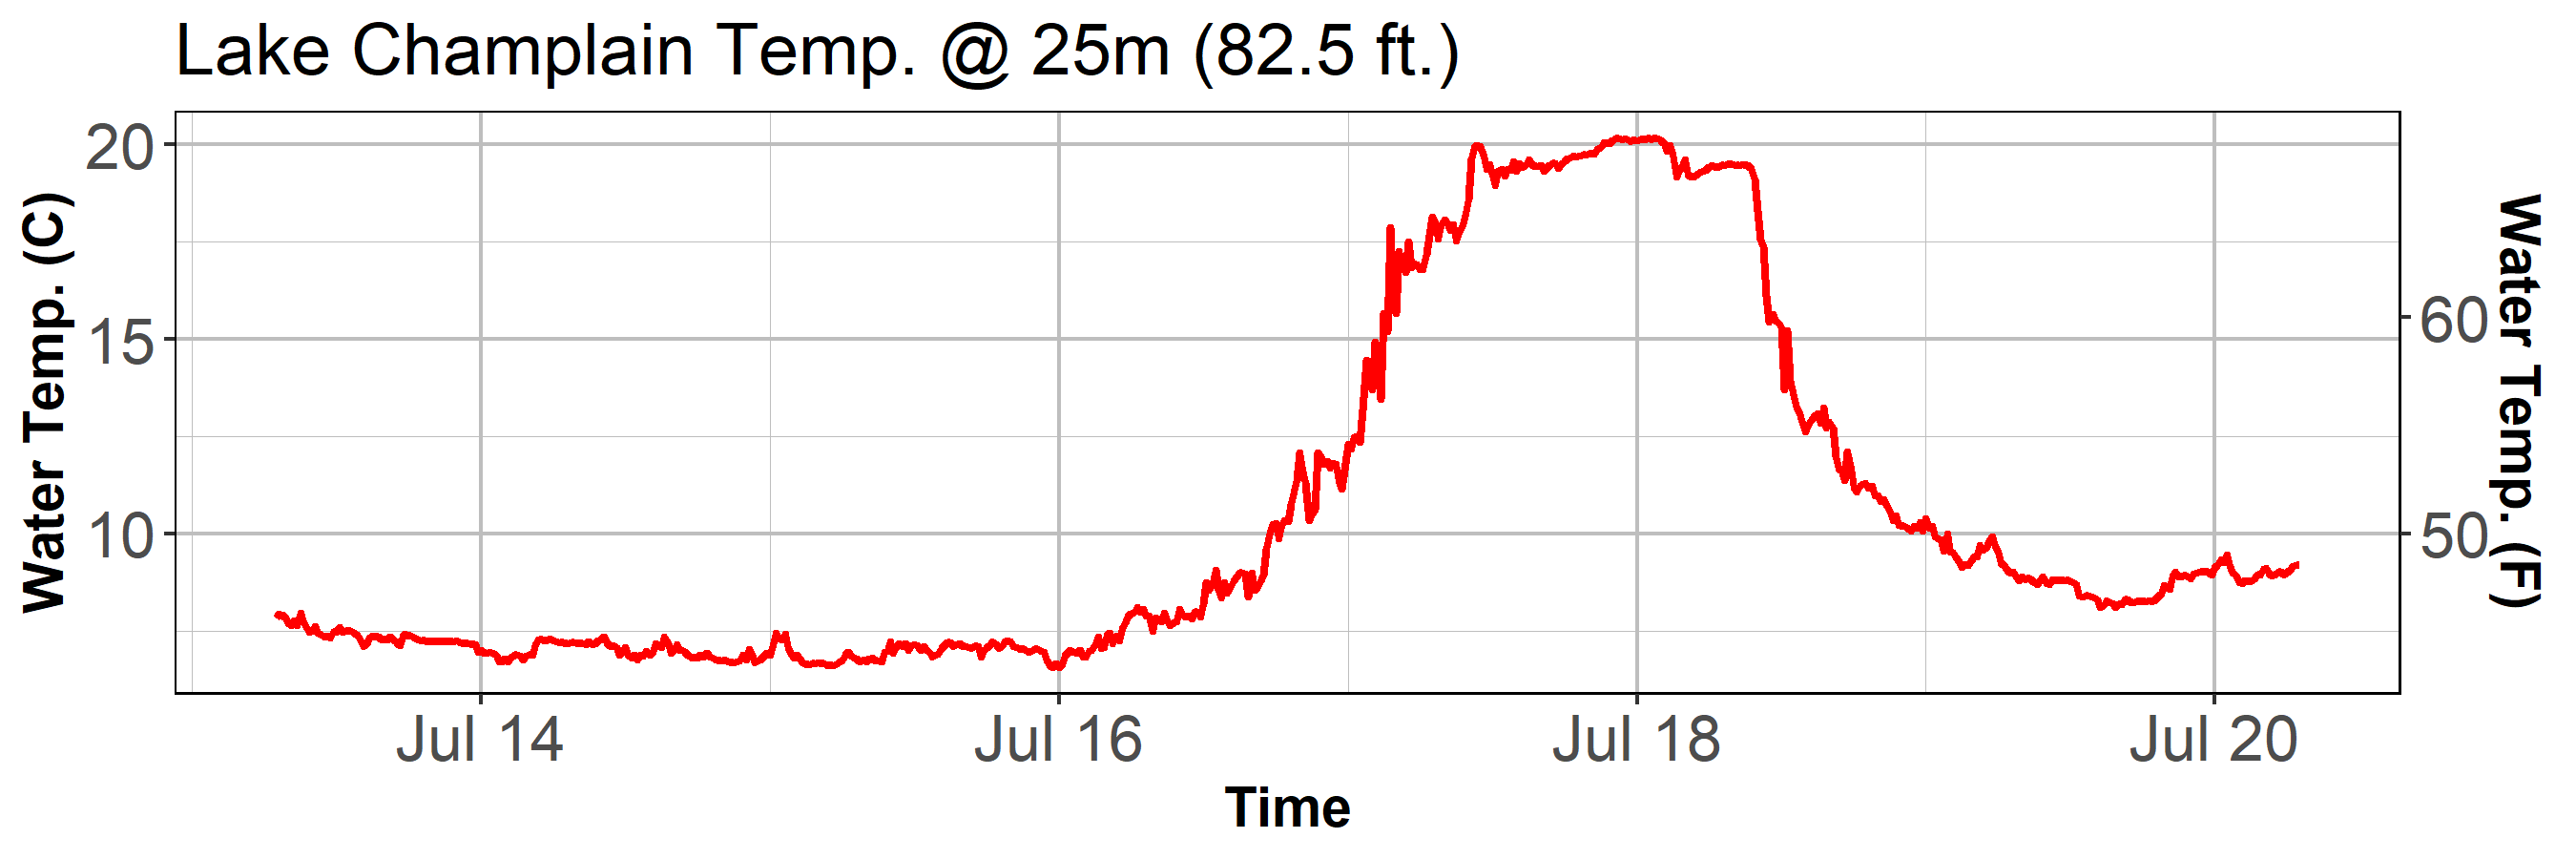 Lake Champlain Temp. @ 25m (82.5 ft.)
Water Temp. (C)
20
15
10
60
50
Water Temp. (F)
Jul 14
Jul 16
Jul 18
Jul 20
Time